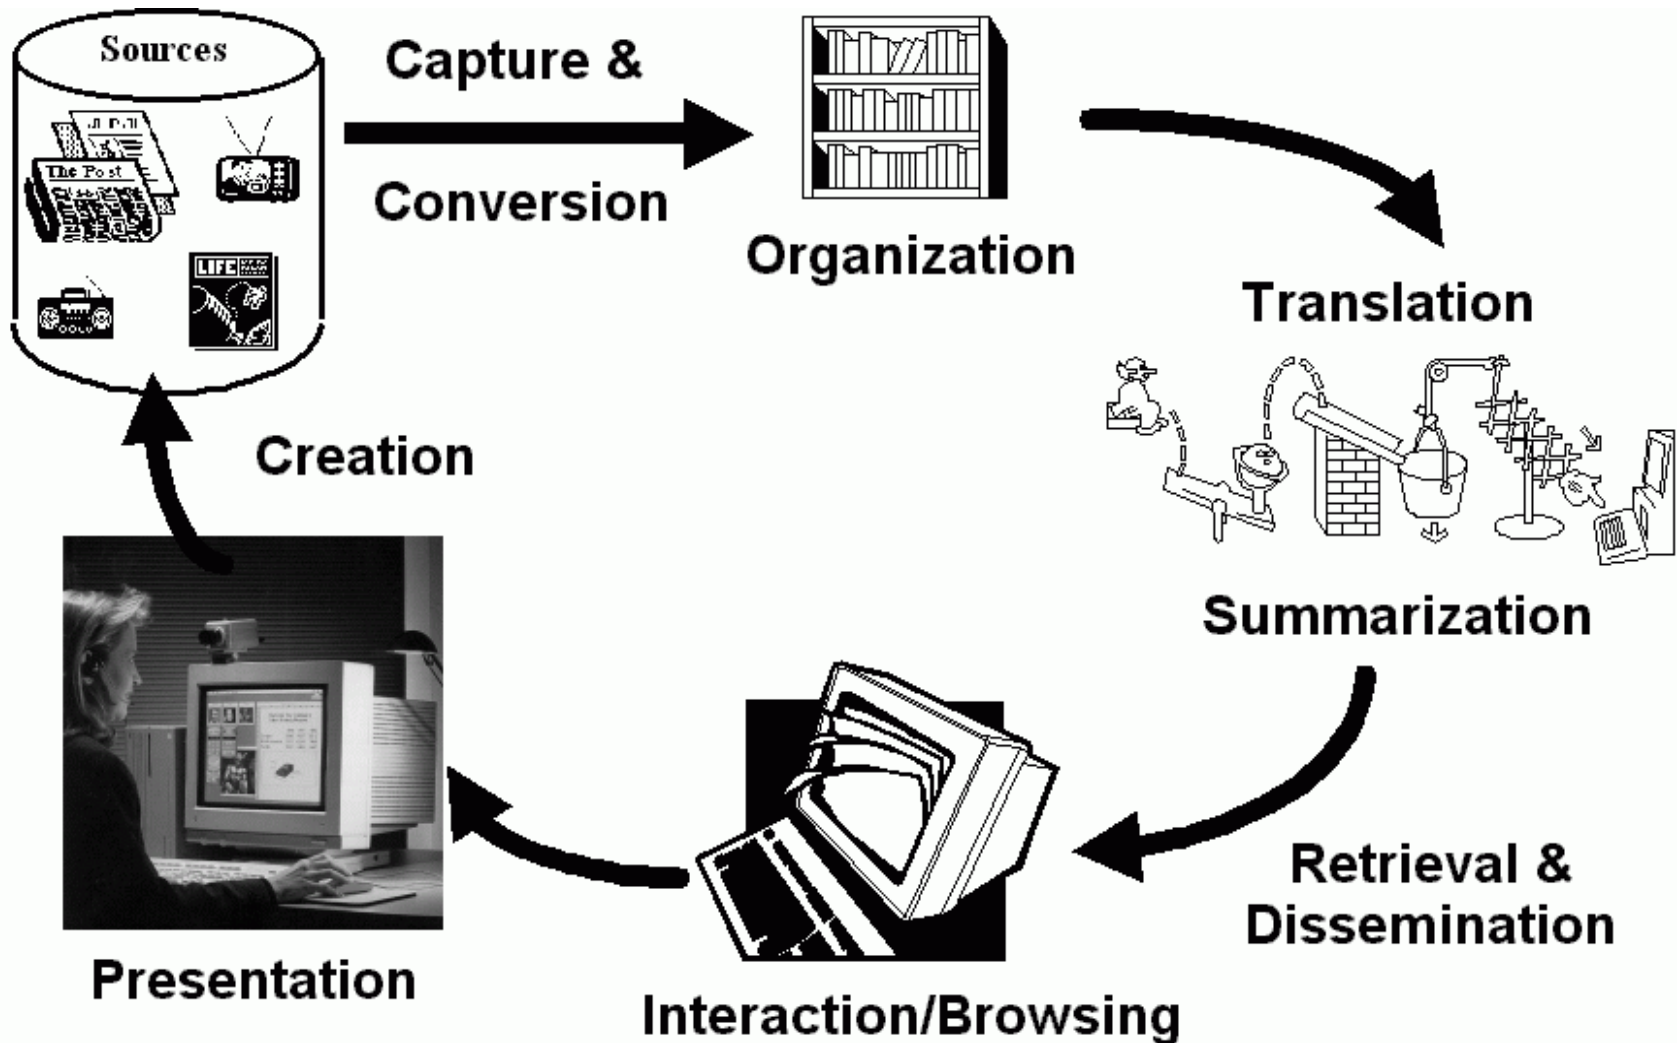 Sources
Capture &
Conversion
The Post
LIFE
Organization
Translation
Summarization
Retrieval &
Dissemination
Interaction/Browsing
Presentation
Creation